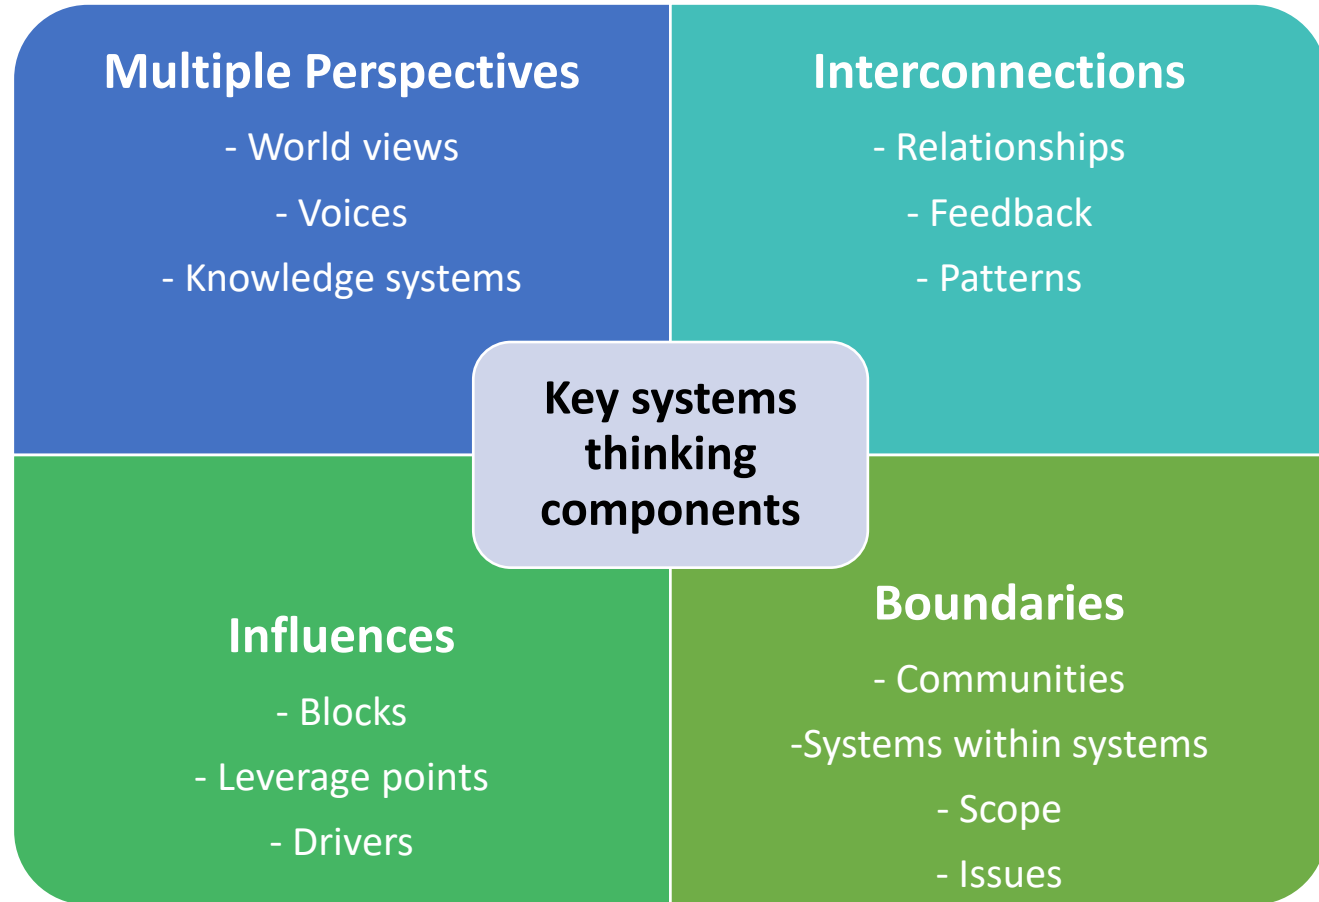 Multiple Perspectives
- World views
- Voices
- Knowledge systems
Interconnections
- Relationships
- Feedback
- Patterns
Key systems
thinking
components
Influences
- Blocks
- Leverage points
- Drivers
Boundaries
- Communities
-Systems within systems
- Scope
- Issues